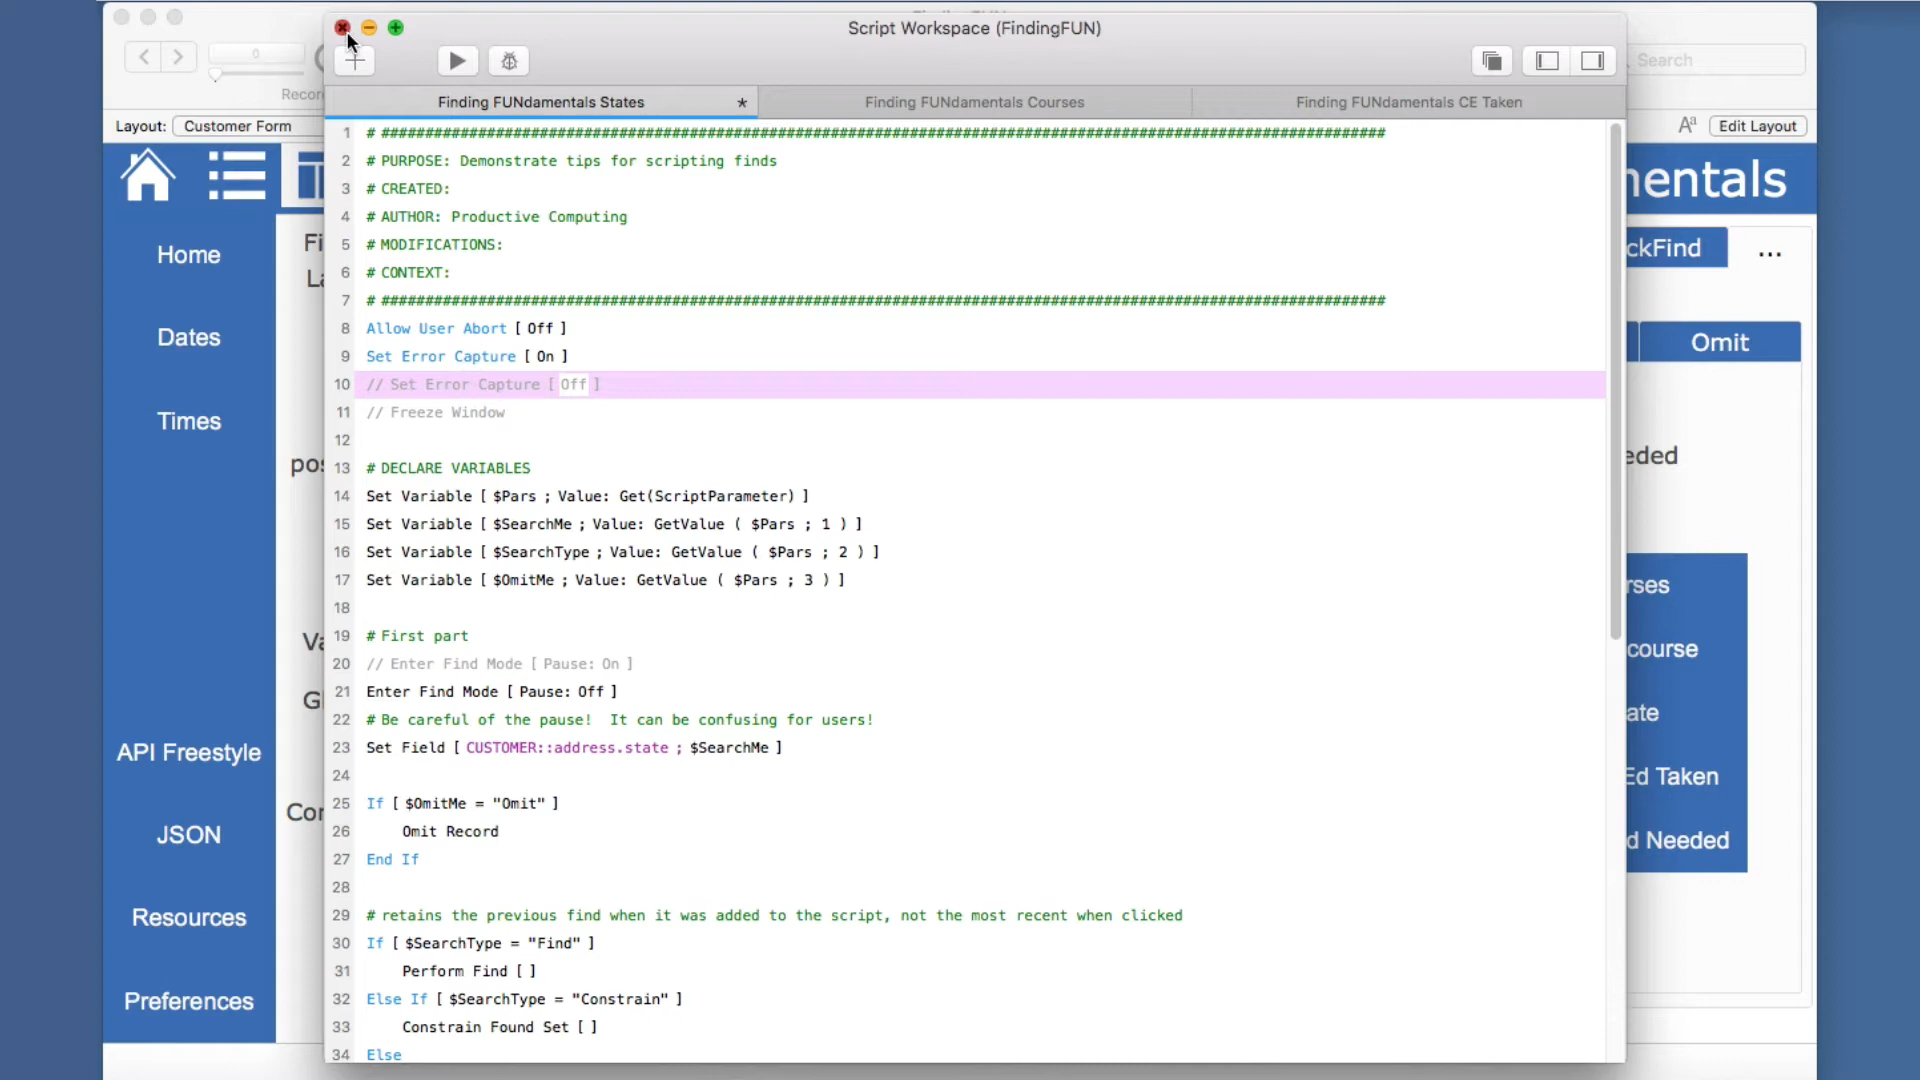 Script Workspace (FindingFUN)
0
Search
Finding FUNdamentals States *
Finding FUNdamentals Courses
Finding FUNdamentals CE Taken
Layout: Customer Form
Edit Layout
1
2 # PURPOSE: Demonstrate tips for scripting finds
3 # CREATED:
4 # AUTHOR: Productive Computing
5 # MODIFICATIONS:
6 # CONTEXT:
7
8 Allow User Abort [ Off ]
9 Set Error Capture [ On ]
10 // Set Error Capture [ Off ]
11 // Freeze Window
12
13 # DECLARE VARIABLES
14 Set Variable [ $Pars ; Value: Get(ScriptParameter) ]
15 Set Variable [ $SearchMe ; Value: GetValue ( $Pars ; 1 ) ]
16 Set Variable [ $SearchType ; Value: GetValue ( $Pars ; 2 ) ]
17 Set Variable [ $OmitMe ; Value: GetValue ( $Pars ; 3 ) ]
18
19 # First part
20 // Enter Find Mode [ Pause: On ]
21 Enter Find Mode [ Pause: Off ]
22 # Be careful of the pause!  It can be confusing for users!
23 Set Field [ CUSTOMER::address.state ; $SearchMe ]
24
25 If [ $OmitMe = "Omit" ]
26 Omit Record
27 End If
28
29 # retains the previous find when it was added to the script, not the most recent when clicked
30 If [ $SearchType = "Find" ]
31 Perform Find [ ]
32 Else If [ $SearchType = "Constrain" ]
33 Constrain Found Set [ ]
34 Else
Home
Dates
Times
API Freestyle
JSON
Resources
Preferences
mentals
ckFind
...
Omit
eded
rses
course
ate
Ed Taken
d Needed